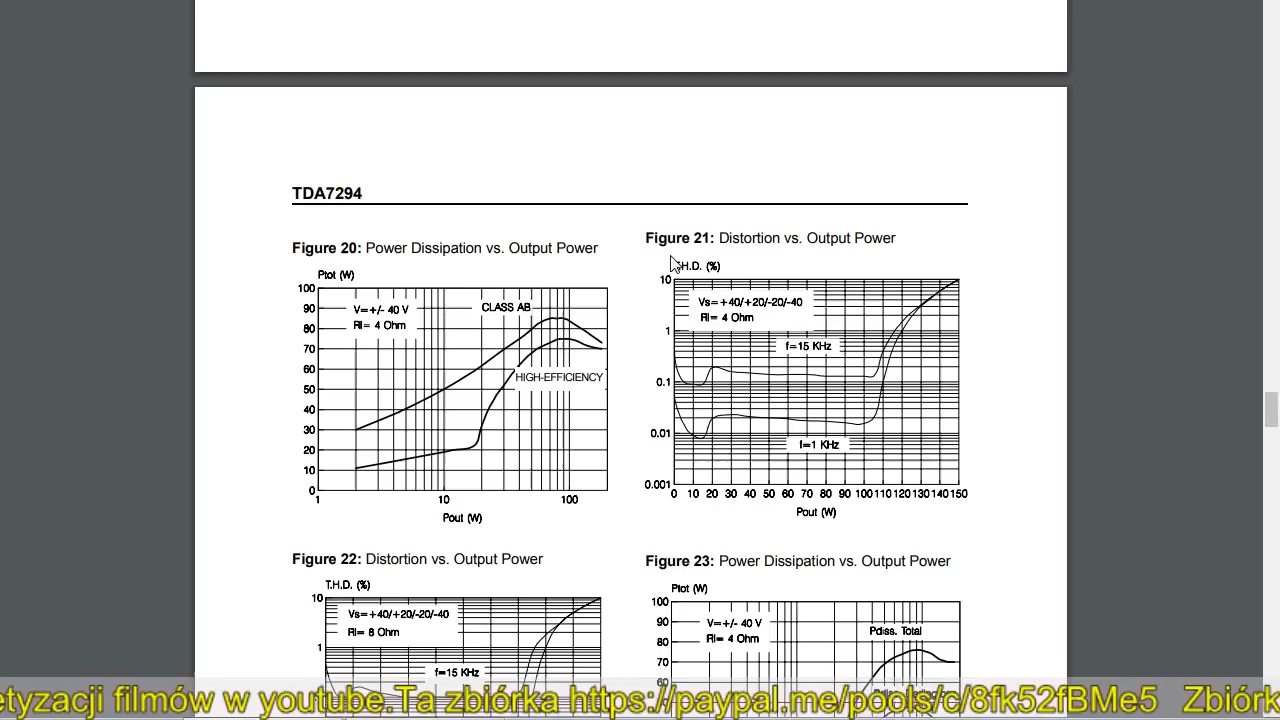 TDA7294
Figure 20: Power Dissipation vs. Output Power
Ptot (W)
100
90
80
70
60
50
40
30
20
10
0
V=+/- 40 V
Rl= 4 Ohm
CLASS AB
HIGH-EFFICIENCY
1 10 100
Pout (W)
Figure 21: Distortion vs. Output Power
.H.D. (%)
10
1
0.1
0.01
0.001
Vs=+40/+20/-20/-40
Rl= 4 Ohm
f=15 KHz
f=1 KHz
0 10 20 30 40 50 60 70 80 90 100 110 120 130 140 150
Pout (W)
Figure 22: Distortion vs. Output Power
T.H.D. (%)
10
1
Vs=+40/+20/-20/-40
Rl= 8 Ohm
f=15 KHz
Figure 23: Power Dissipation vs. Output Power
Ptot (W)
100
90
80
70
60
V=+/- 40 V
Rl= 4 Ohm
Pdiss. Total
etyzacji filmów w youtube.Ta zbiórka https://paypal.me/pools/c/8fk52fBMe5 Zbiórk